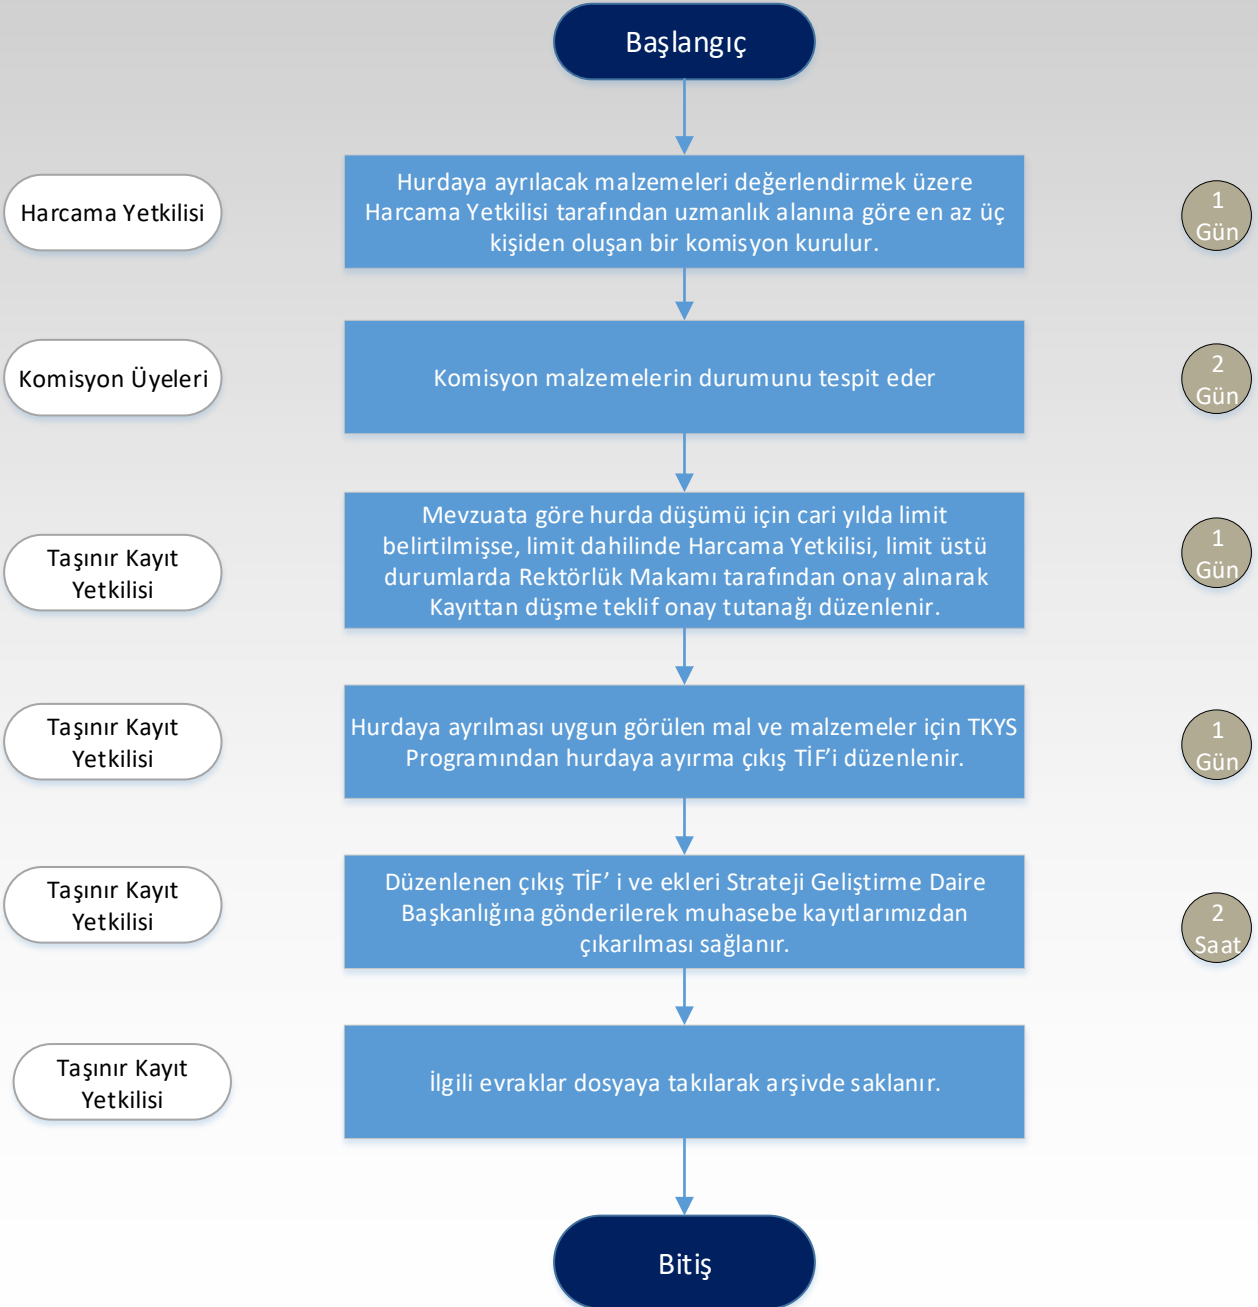 Başlangıç
Harcama Yetkilisi
Hurdaya ayrılacak malzemeleri değerlendirmek üzere
Harcama Yetkilisi tarafından uzmanlık alanına göre en az üç
kişiden oluşan bir komisyon kurulur.
1
Gün
Komisyon Üyeleri
Komisyon malzemelerin durumunu tespit eder
2
Gün
Taşınır Kayıt
Yetkilisi
Mevzuata göre hurda düşümü için cari yılda limit
belirtilmişse, limit dahilinde Harcama Yetkilisi, limit üstü
durumlarda Rektörlük Makamı tarafından onay alınarak
Kayıttan düşme teklif onay tutanağı düzenlenir.
1
Gün
Taşınır Kayıt
Yetkilisi
Hurdaya ayrılması uygun görülen mal ve malzemeler için TKYS
Programından hurdaya ayırma çıkış TİF’i düzenlenir.
1
Gün
Taşınır Kayıt
Yetkilisi
Düzenlenen çıkış TİF’ i ve ekleri Strateji Geliştirme Daire
Başkanlığına gönderilerek muhasebe kayıtlarımızdan
çıkarılması sağlanır.
2
Saat
Taşınır Kayıt
Yetkilisi
İlgili evraklar dosyaya takılarak arşivde saklanır.
Bitiş